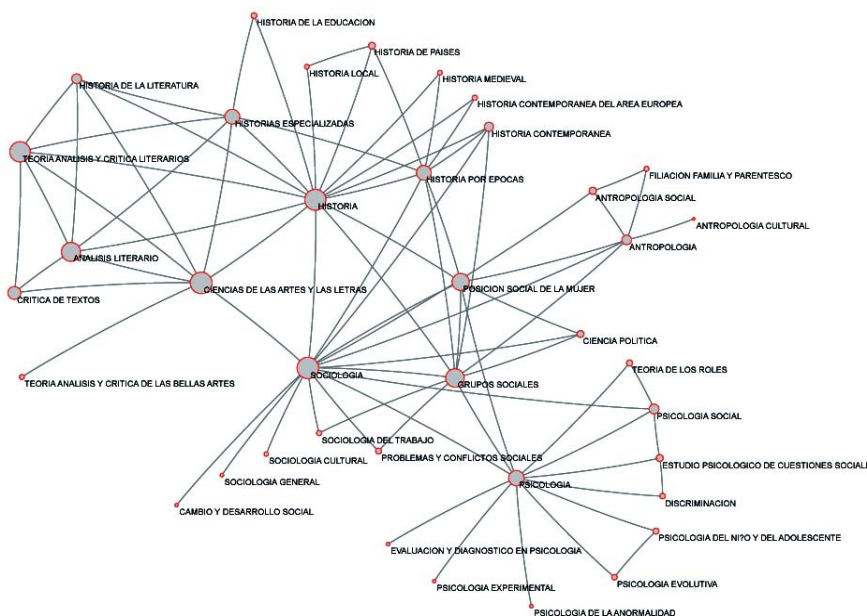 HISTORIA DE LA EDUCACION
HISTORIA DE PAISES
HISTORIA LOCAL
HISTORIA MEDIEVAL
HISTORIA DE LA LITERATURA
HISTORIA CONTEMPORANEA DEL AREA EUROPEA
HISTORIAS ESPECIALIZADAS
HISTORIA CONTEMPORANEA
TEORIA ANALISIS Y CRITICA LITERARIOS
HISTORIA POR EPOCAS
FILIACION FAMILIA Y PARENTESCO
ANTROPOLOGIA SOCIAL
HISTORIA
ANTROPOLOGIA CULTURAL
ANTROPOLOGIA
ANALISIS LITERARIO
CIENCIAS DE LAS ARTES Y LAS LETRAS
POSICION SOCIAL DE LA MUJER
CRITICA DE TEXTOS
CIENCIA POLITICA
TEORIA DE LOS ROLES
SOCIOLOGIA
TEORIA ANALISIS Y CRITICA DE LAS BELLAS ARTES
GRUPOS SOCIALES
PSICOLOGIA SOCIAL
SOCIOLOGIA DEL TRABAJO
PROBLEMAS Y CONFLICTOS SOCIALES
SOCIOLOGIA CULTURAL
ESTUDIO PSICOLOGICO DE CUESTIONES SOCIAL
SOCIOLOGIA GENERAL
PSICOLOGIA
DISCRIMINACION
CAMBIO Y DESARROLLO SOCIAL
PSICOLOGIA DEL NI?O Y DEL ADOLESCENTE
EVALUACION Y DIAGNOSTICO EN PSICOLOGIA
PSICOLOGIA EVOLUTIVA
PSICOLOGIA EXPERIMENTAL
PSICOLOGIA DE LA ANORMALIDAD